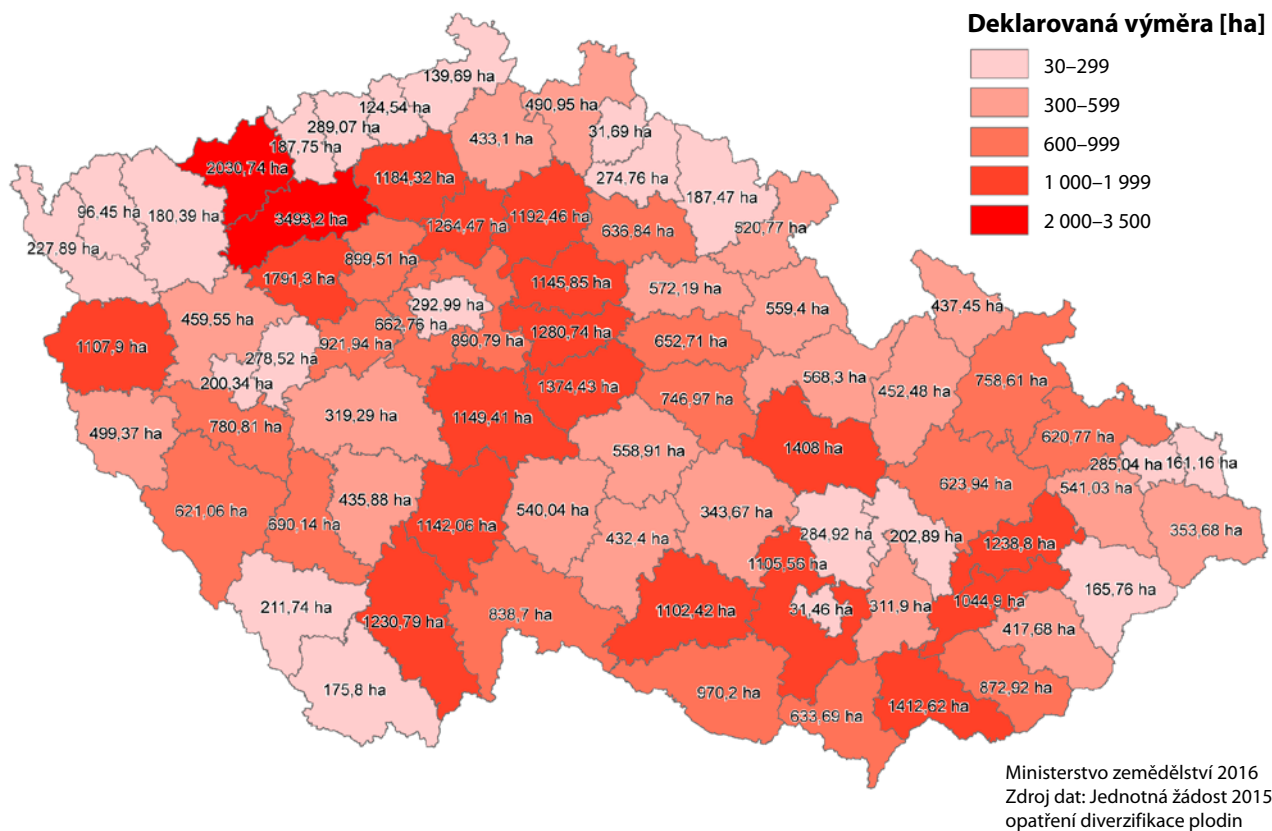 Deklarovaná výměra [ha]
30–299
300–599
600–999
1 000–1 999
2 000–3 500
139,69 ha
124,54 ha
490,95 ha
289,07 ha
31,69 ha
433,1 ha
187,75 ha
2030,74 ha
1184,32 ha
274,76 ha
187,47 ha
96,45 ha
180,39 ha
3493,2 ha
1264,47 ha
1192,46 ha
636,84 ha
520,77 ha
227,89 ha
899,51 ha
1791,3 ha
1145,85 ha
572,19 ha
559,4 ha
437,45 ha
292,99 ha
459,55 ha
662,76 ha
1280,74 ha
1107,9 ha
921,94 ha
890,79 ha
652,71 ha
278,52 ha
200,34 ha
1374,43 ha
568,3 ha
758,61 ha
452,48 ha
746,97 ha
319,29 ha
1149,41 ha
780,81 ha
499,37 ha
620,77 ha
558,91 ha
1408 ha
285,04 ha
161,16 ha
623,94 ha
541,03 ha
435,88 ha
621,06 ha
690,14 ha
1142,06 ha
540,04 ha
343,67 ha
432,4 ha
284,92 ha
202,89 ha
1238,8 ha
353,68 ha
1105,56 ha
165,76 ha
211,74 ha
1230,79 ha
838,7 ha
1102,42 ha
31,46 ha
311,9 ha
1044,9 ha
417,68 ha
175,8 ha
970,2 ha
872,92 ha
1412,62 ha
633,69 ha
Ministerstvo zemědělství 2016
Zdroj dat: Jednotná žádost 2015
opatření diverzifikace plodin